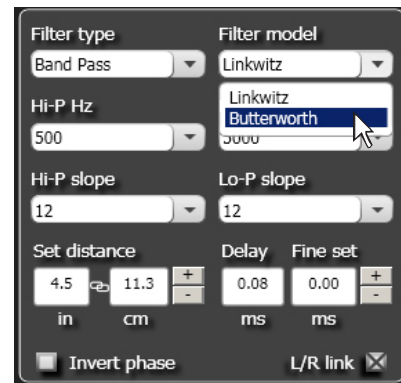 Filter type Filter model
Band Pass Linkwitz
Linkwitz
Hi-P Hz
Butterworth
500 5000
Hi-P slope Lo-P slope
12 12
Set distance Delay Fine set
4.5 11.3 + - 0.08 0.00 + -
in cm ms ms
Invert phase L/R link